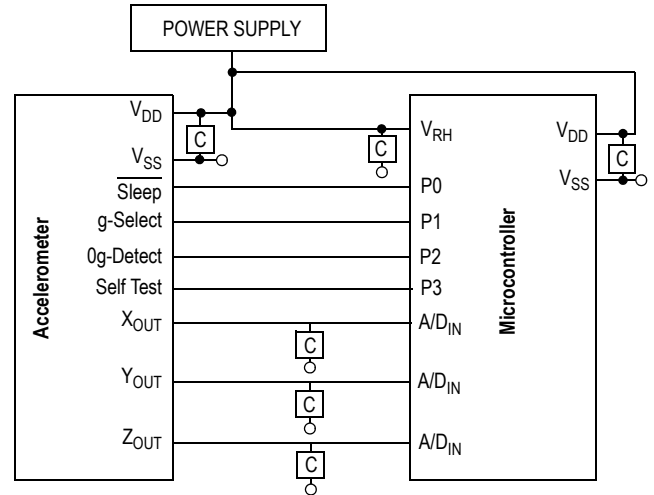 POWER SUPPLY
Accelerometer
V_DD
C
V_SS
Sleep
g-Select
0g-Detect
Self Test
X_OUT
Y_OUT
Z_OUT
C
C
C
C
Microcontroller
V_RH
P0
P1
P2
P3
A/D_IN
A/D_IN
A/D_IN
V_DD
C
V_SS